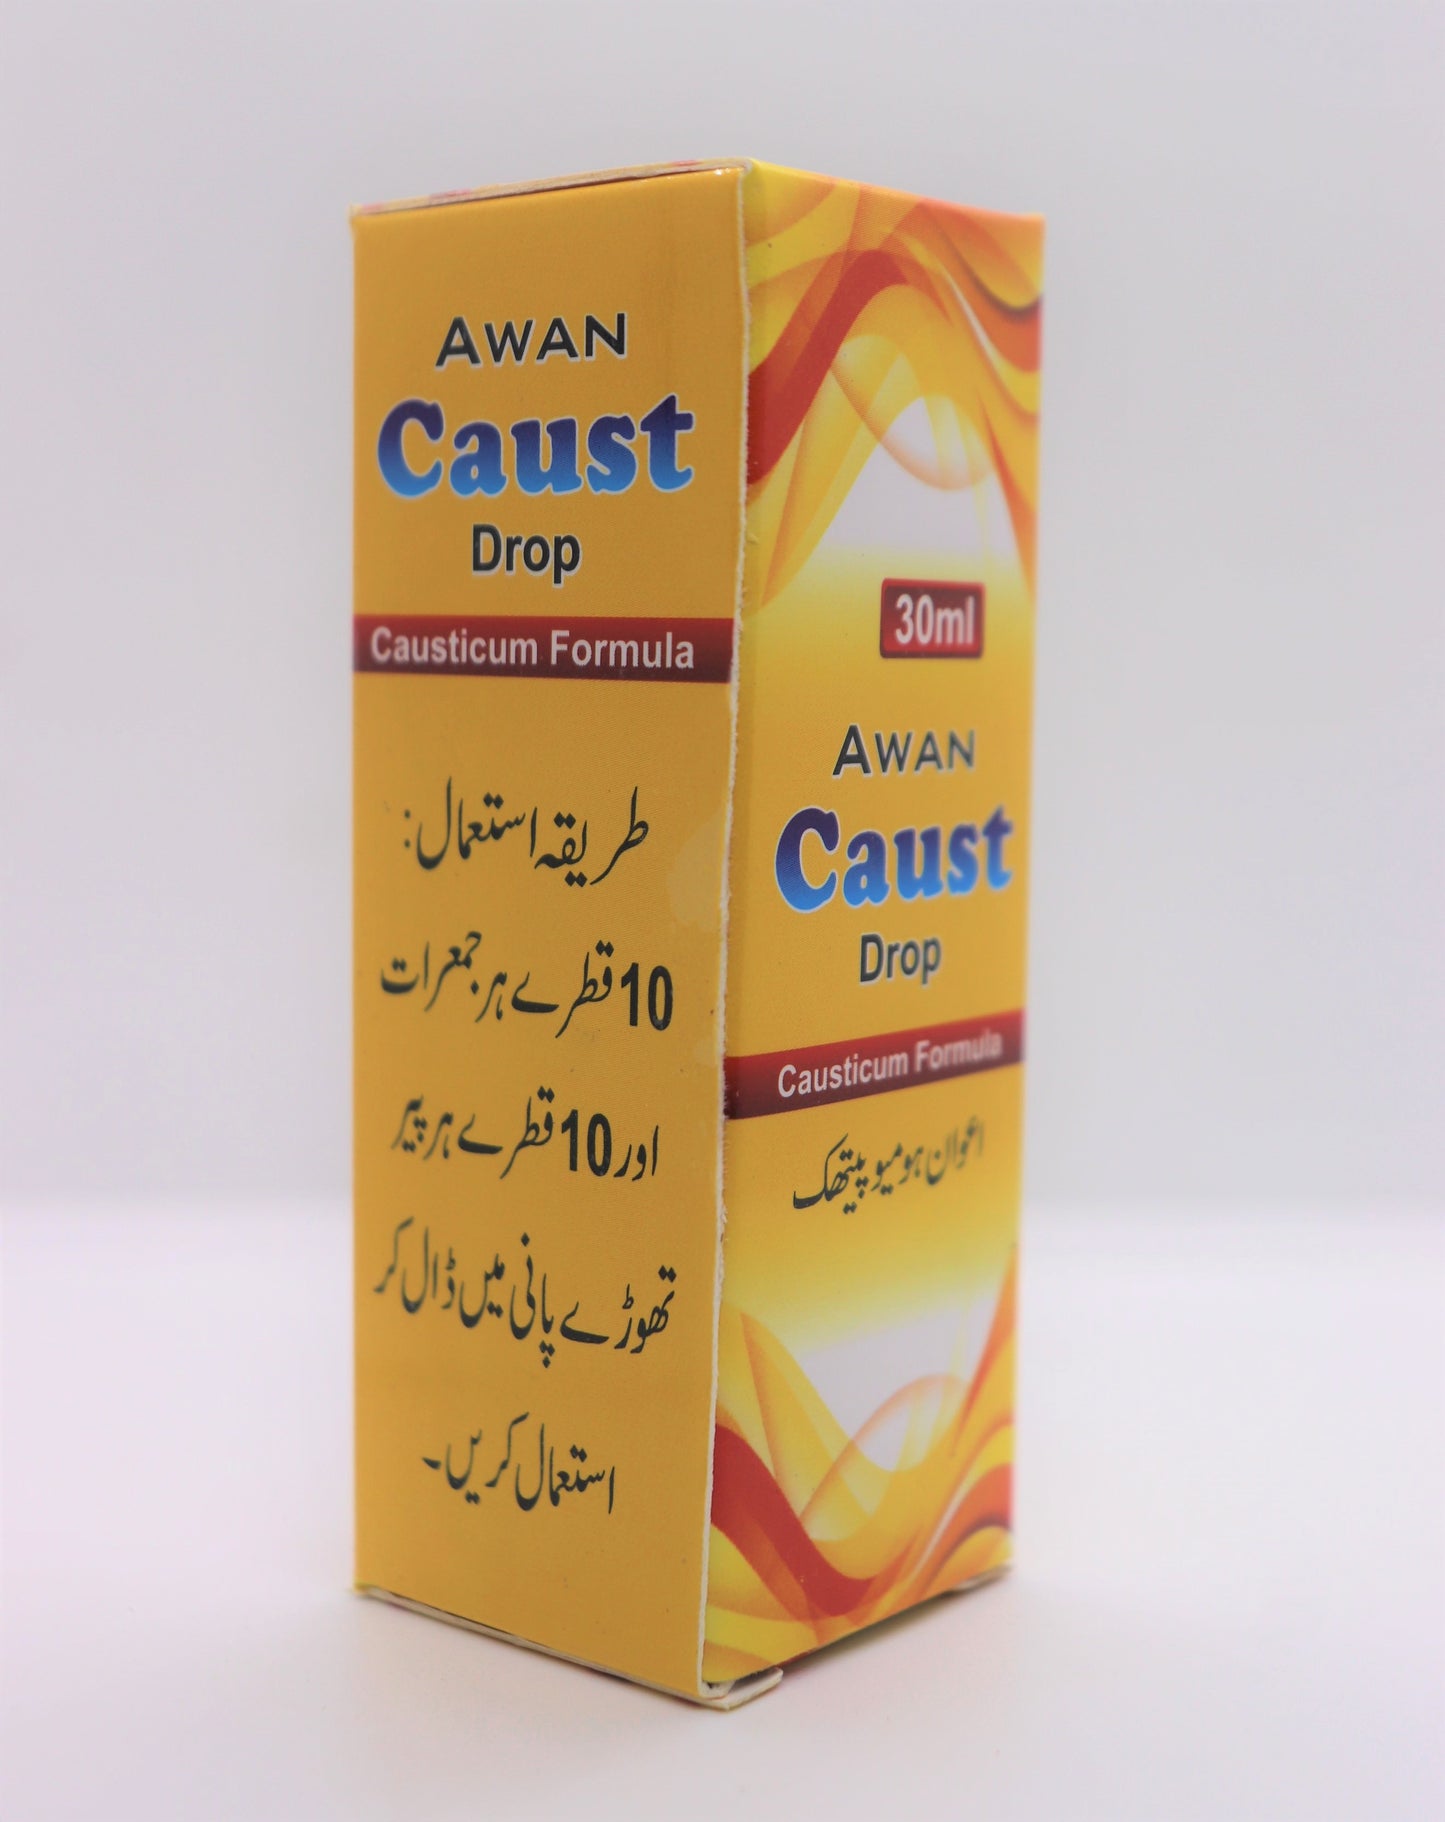 AWAN
Caust
Drop
Causticum Formula
طریقہ استعمال:
10 قطرے ہر جمعرات
اور 10 قطرے ہر پیر
تھوڑے پانی میں ڈال کر
استعمال کریں۔
30ml
AWAN
Caust
Drop
Causticum Formula
اعوان ہومیو پیتھک